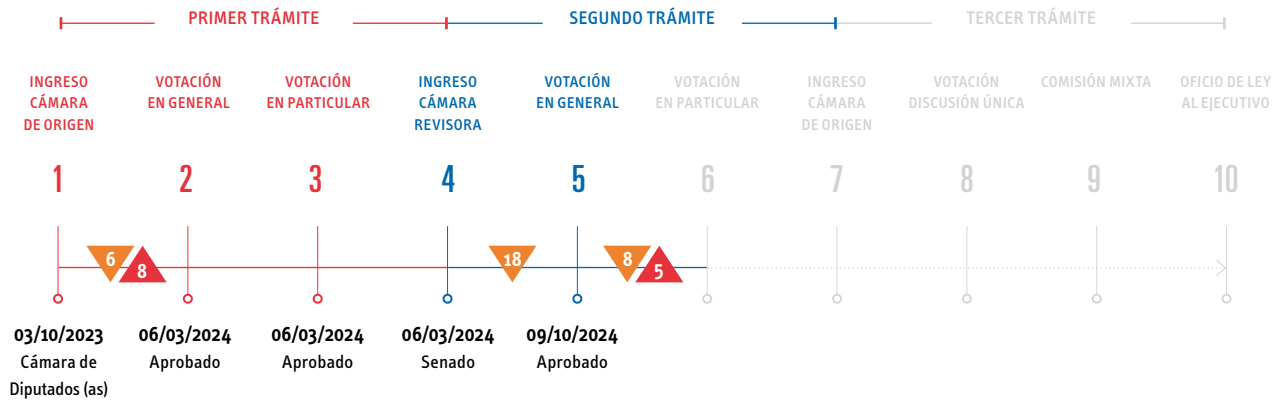 PRIMER TRÁMITE
SEGUNDO TRÁMITE
TERCER TRÁMITE
INGRESO
CÁMARA
DE ORIGEN
VOTACIÓN
EN GENERAL
VOTACIÓN
EN PARTICULAR
INGRESO
CÁMARA
REVISORA
VOTACIÓN
EN GENERAL
VOTACIÓN
EN PARTICULAR
INGRESO
CÁMARA
DE ORIGEN
VOTACIÓN
DISCUSIÓN ÚNICA
COMISIÓN MIXTA
OFICIO DE LEY
AL EJECUTIVO
1
2
3
4
5
6
7
8
9
10
6
8
18
8
5
03/10/2023
Cámara de
Diputados (as)
06/03/2024
Aprobado
06/03/2024
Aprobado
06/03/2024
Senado
09/10/2024
Aprobado